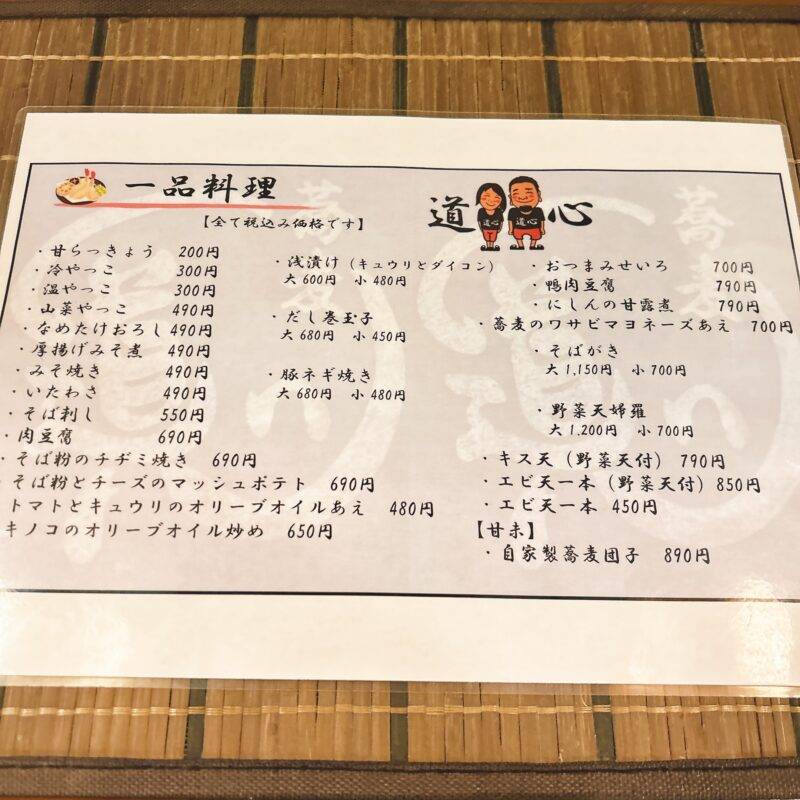 一品料理
【全て税込み価格です】
道心
道心 道心
・甘らっきょう 200円
・冷やっこ 300円
・温やっこ 300円
・山菜やっこ 490円
・なめたけおろし 490円
・厚揚げみそ煮 490円
・みそ焼き 490円
・いたわさ 490円
・そば刺し 550円
・肉豆腐 690円
・そば粉のチヂミ焼き 690円
・そば粉とチーズのマッシュポテト 690円
トマトとキュウリのオリーブオイルあえ 480円
キノコのオリーブオイル炒め 650円
・浅漬け（キュウリとダイコン）
大 600円 小 480円
・だし巻玉子
大 680円 小 450円
・豚ネギ焼き
大 680円 小 480円
・おつまみせいろ 700円
・鴨肉豆腐 790円
・にしんの甘露煮 790円
・蕎麦のワサビマヨネーズあえ 700円
・そばがき
大 1,150円 小 700円
・野菜天婦羅
大 1,200円 小 700円
・キス天（野菜天付）790円
・エビ天一本（野菜天付）850円
・エビ天一本 450円
【甘未】
・自家製蕎麦団子 890円